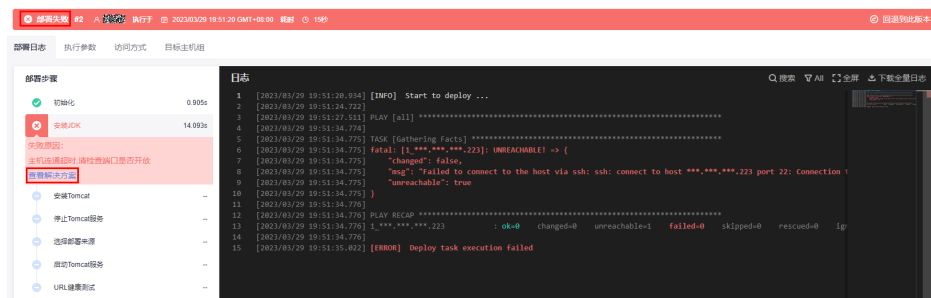 部署失败 #2 执行于 2023/03/29 19:51:20 GMT+08:00 耗时 15秒 回退到此版本
部署日志 执行参数 访问方式 目标主机组
部署步骤
初始化 0.905s
安装JDK 14.093s
失败原因:
主机连通超时,请检查端口是否开放
查看解决方案
安装Tomcat --
停止Tomcat服务 --
选择部署来源 --
启动Tomcat服务 --
URL健康测试 --
日志 搜索 All 全屏 下载全量日志
1 [2023/03/29 19:51:20.934] [INFO] Start to deploy ...
2 [2023/03/29 19:51:24.722]
3 [2023/03/29 19:51:27.511] PLAY [all] ***********************************************************************
4 [2023/03/29 19:51:34.774]
5 [2023/03/29 19:51:34.775] TASK [Gathering Facts] ***********************************************************
6 [2023/03/29 19:51:34.775] fatal: [1_***.***.***.223]: UNREACHABLE! => {
7 [2023/03/29 19:51:34.775] "changed": false,
8 [2023/03/29 19:51:34.775] "msg": "Failed to connect to the host via ssh: ssh: connect to host ***.***.***.223 port 22: Connection t
9 [2023/03/29 19:51:34.775] "unreachable": true
10 [2023/03/29 19:51:34.775] }
11 [2023/03/29 19:51:34.776]
12 [2023/03/29 19:51:34.776] PLAY RECAP ***********************************************************************
13 [2023/03/29 19:51:34.776] 1_***.***.***.223 : ok=0 changed=0 unreachable=1 failed=0 skipped=0 rescued=0 ig
14 [2023/03/29 19:51:34.776]
15 [2023/03/29 19:51:35.022] [ERROR] Deploy task execution failed